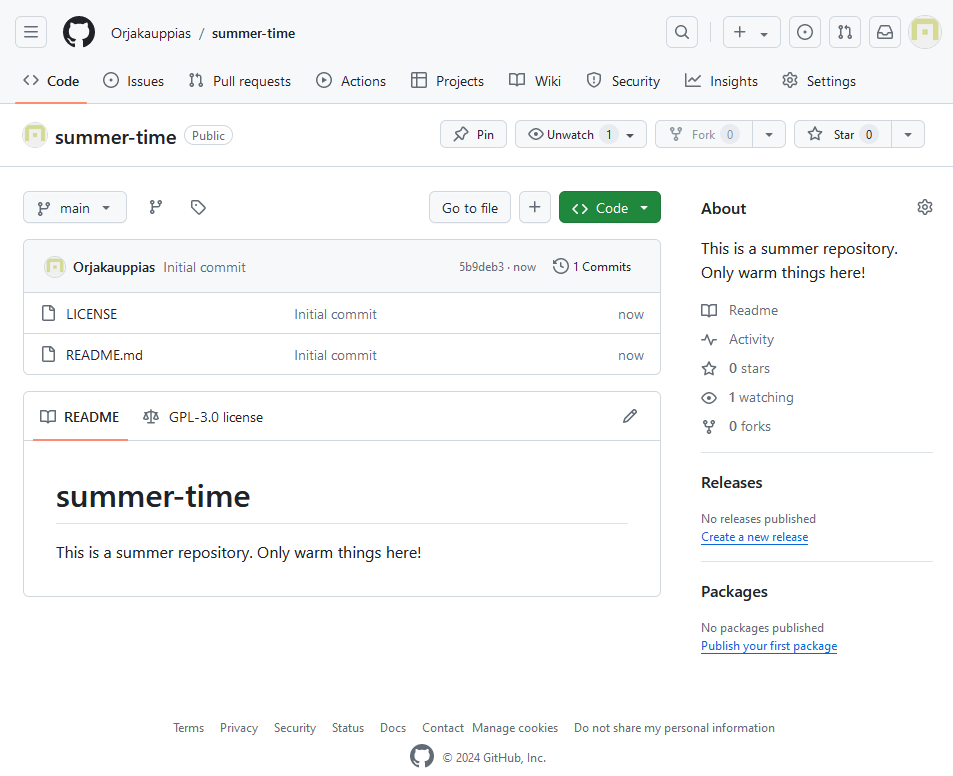 Orjakauppias / summer-time
Code Issues Pull requests Actions Projects Wiki Security Insights Settings
summer-time Public
Pin Unwatch 1 Fork 0 Star 0
main Go to file Code
Orjakauppias Initial commit 5b9deb3 · now 1 Commits
LICENSE Initial commit now
README.md Initial commit now
README GPL-3.0 license
summer-time
This is a summer repository. Only warm things here!
About
This is a summer repository.
Only warm things here!
Readme
Activity
0 stars
1 watching
0 forks
Releases
No releases published
Create a new release
Packages
No packages published
Publish your first package
Terms Privacy Security Status Docs Contact Manage cookies Do not share my personal information
© 2024 GitHub, Inc.